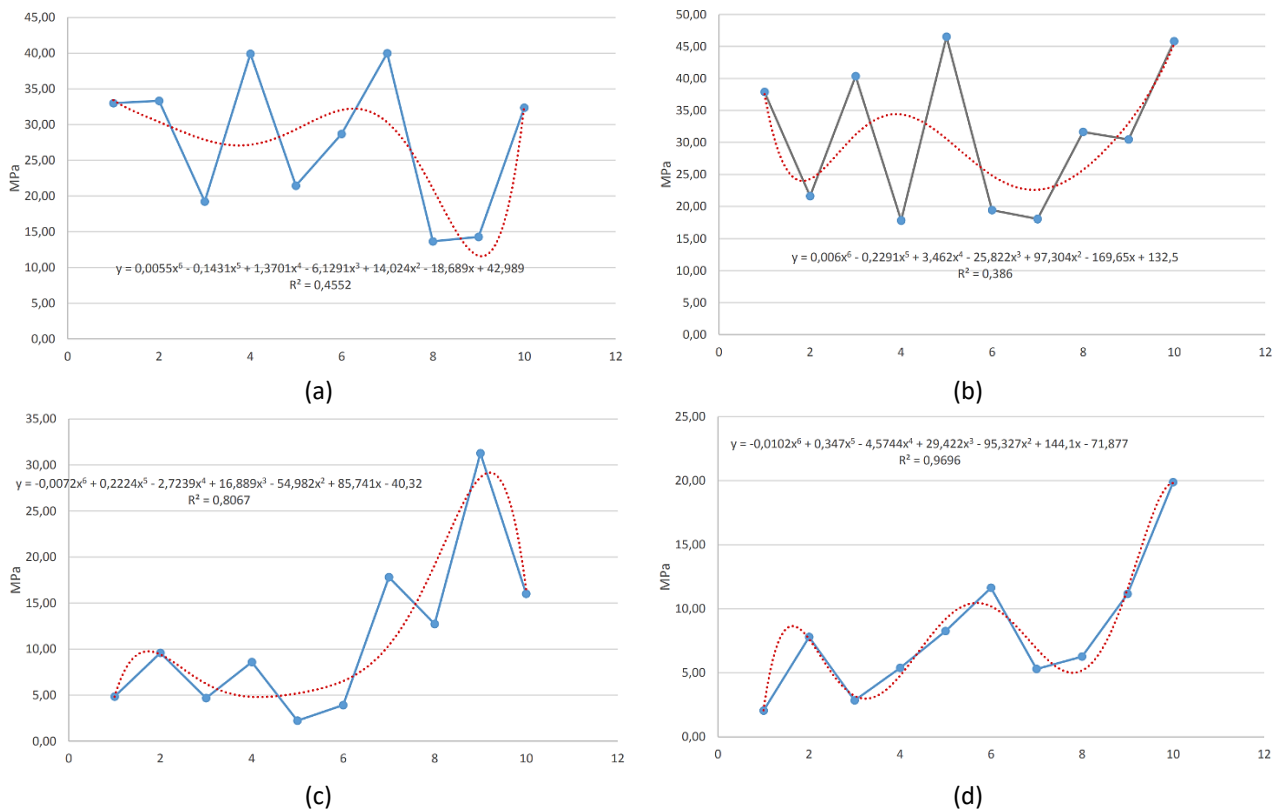 45,00
40,00
35,00
30,00
25,00
20,00
15,00
10,00
5,00
0,00
MPa
y = 0,0055x⁶ - 0,1431x⁵ + 1,3701x⁴ - 6,1291x³ + 14,024x² - 18,689x + 42,989
R² = 0,4552
0 2 4 6 8 10 12
(a)
50,00
45,00
40,00
35,00
30,00
25,00
20,00
15,00
10,00
5,00
0,00
MPa
y = 0,006x⁶ - 0,2291x⁵ + 3,462x⁴ - 25,822x³ + 97,304x² - 169,65x + 132,5
R² = 0,386
0 2 4 6 8 10 12
(b)
35,00
30,00
25,00
20,00
15,00
10,00
5,00
0,00
MPa
y = -0,0072x⁶ + 0,2224x⁵ - 2,7239x⁴ + 16,889x³ - 54,982x² + 85,741x - 40,32
R² = 0,8067
0 2 4 6 8 10 12
(c)
25,00
20,00
15,00
10,00
5,00
0,00
MPa
y = -0,0102x⁶ + 0,347x⁵ - 4,5744x⁴ + 29,422x³ - 95,327x² + 144,1x - 71,877
R² = 0,9696
0 2 4 6 8 10 12
(d)